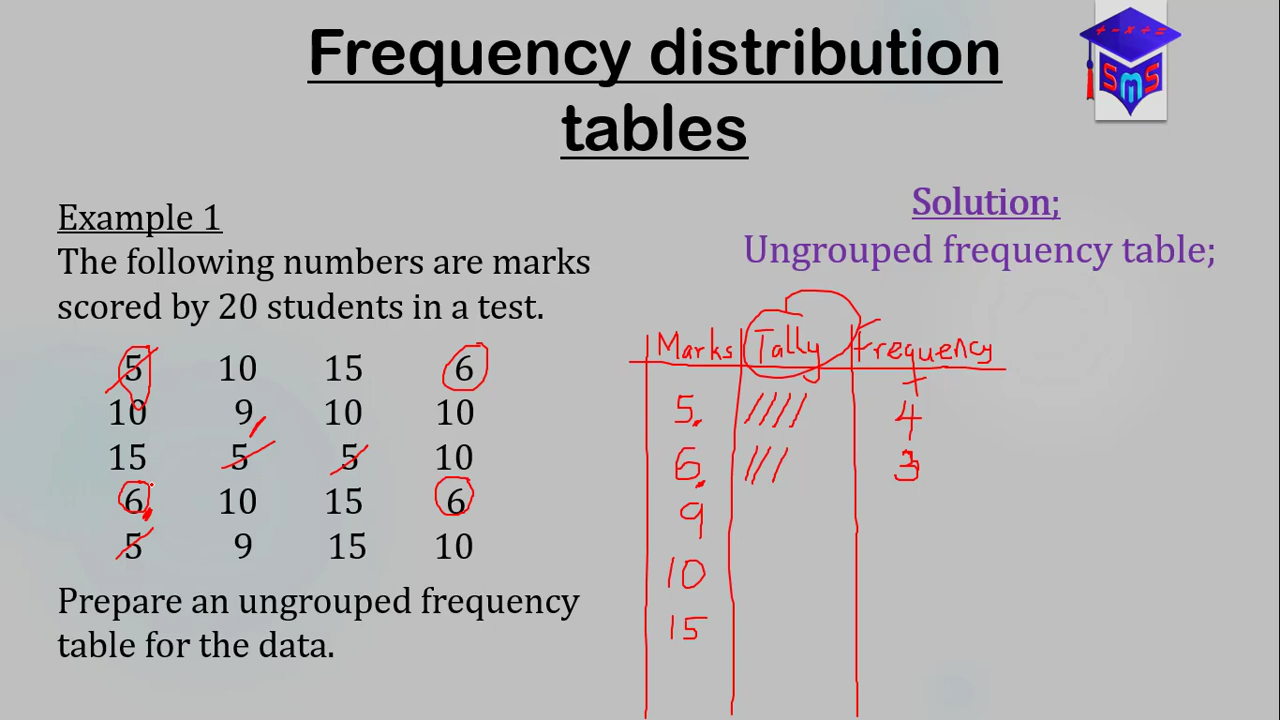 Frequency distribution
tables
+ - × + =
SMS
Example 1
The following numbers are marks
scored by 20 students in a test.
5 10 15 6
10 9 10 10
15 5 5 10
6 10 15 6
5 9 15 10
Prepare an ungrouped frequency
table for the data.
Solution;
Ungrouped frequency table;
Marks Tally Frequency
5 //// 4
6 /// 3
9
10
15